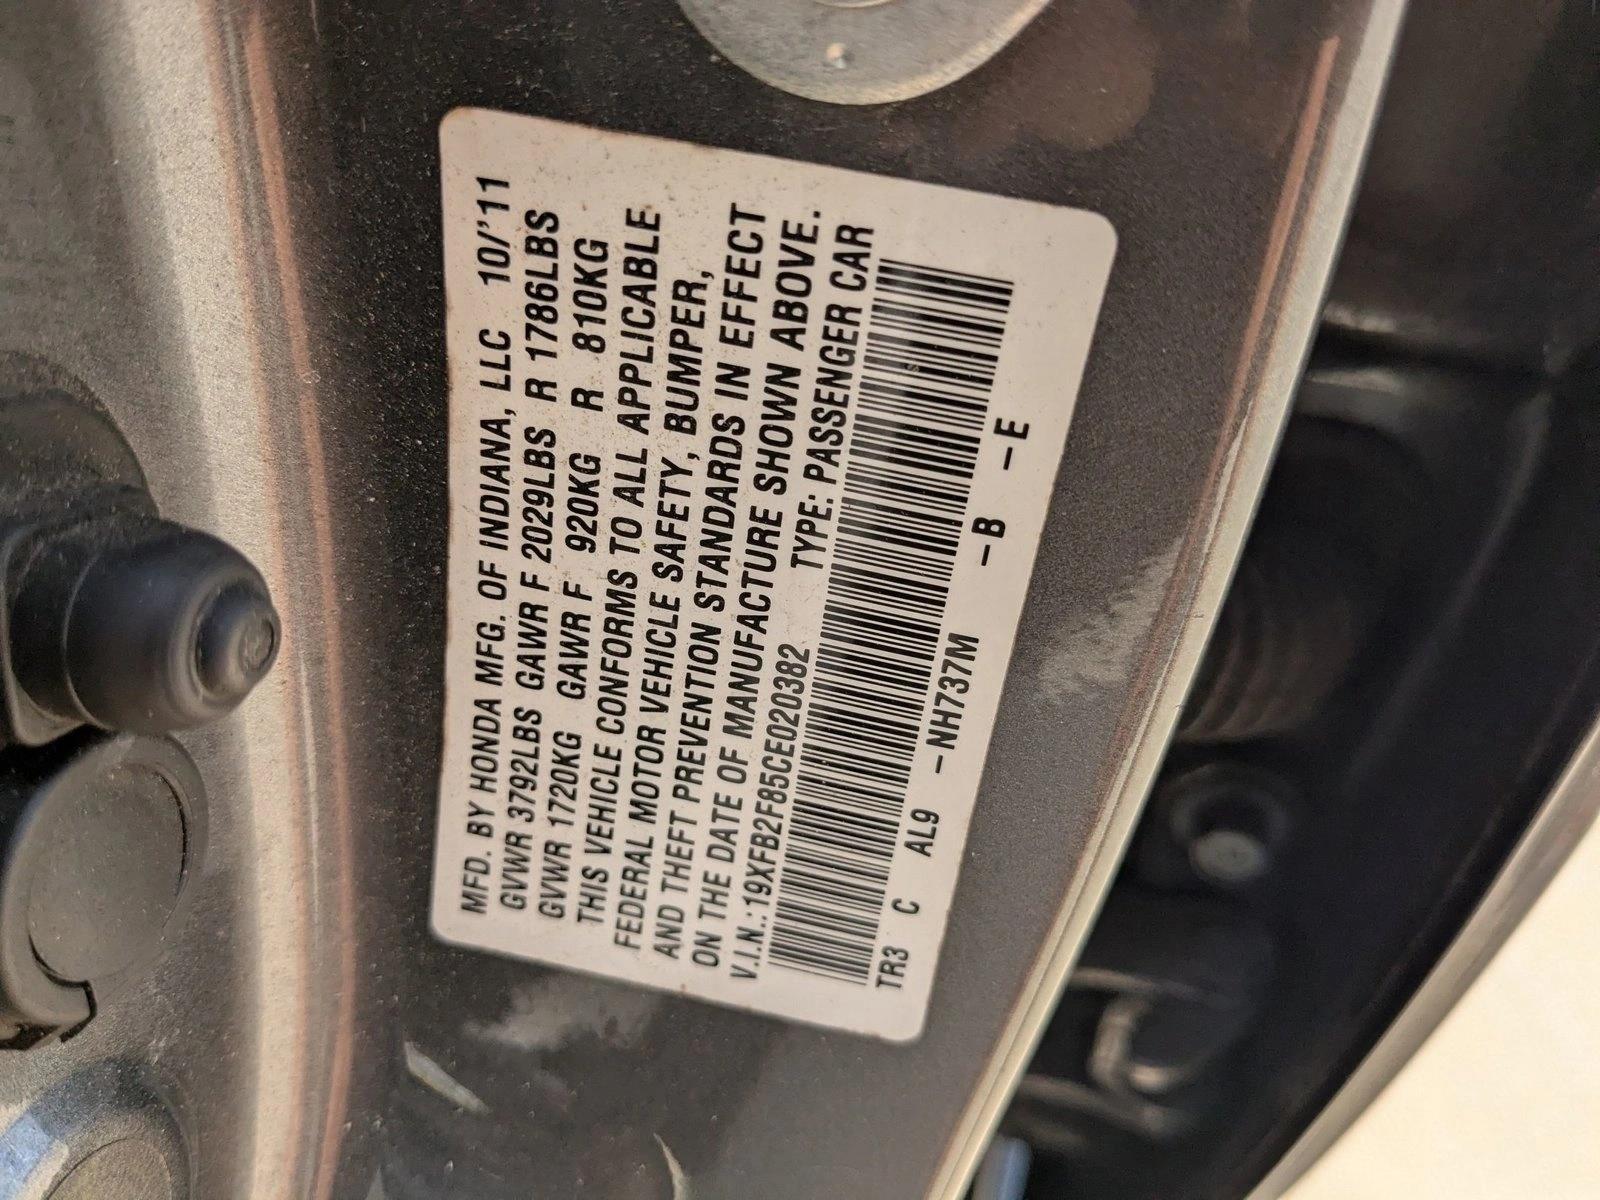 MFD. BY HONDA MFG. OF INDIANA, LLC 10/'11
GVWR 3792LBS GAWR F 2029LBS R 1786LBS
GVWR 1720KG GAWR F 920KG R 810KG
THIS VEHICLE CONFORMS TO ALL APPLICABLE
FEDERAL MOTOR VEHICLE SAFETY, BUMPER,
AND THEFT PREVENTION STANDARDS IN EFFECT
ON THE DATE OF MANUFACTURE SHOWN ABOVE.
V.I.N.:19XFB2F85CE020382 TYPE: PASSENGER CAR
TR3 C AL9 -NH737M -B -E